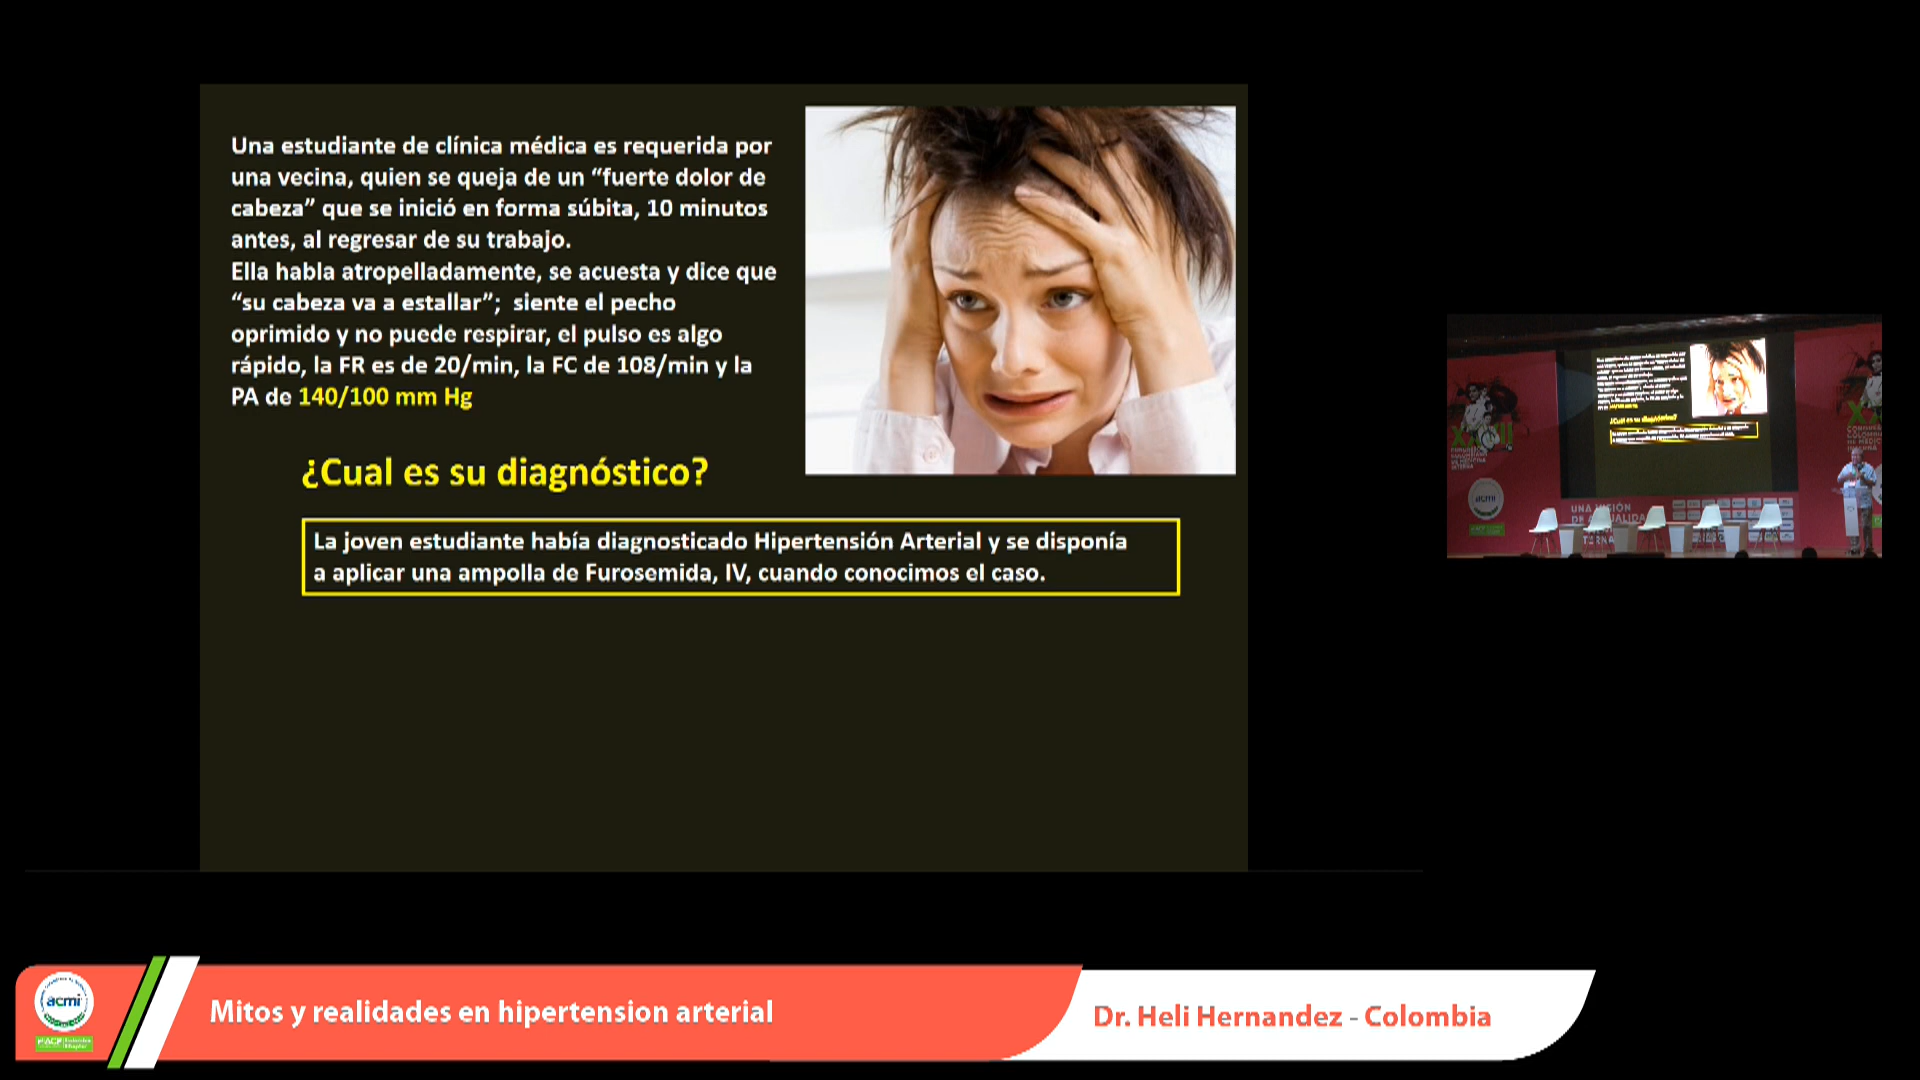 Una estudiante de clínica médica es requerida por
una vecina, quien se queja de un “fuerte dolor de
cabeza” que se inició en forma súbita, 10 minutos
antes, al regresar de su trabajo.
Ella habla atropelladamente, se acuesta y dice que
“su cabeza va a estallar”; siente el pecho
oprimido y no puede respirar, el pulso es algo
rápido, la FR es de 20/min, la FC de 108/min y la
PA de 140/100 mm Hg
¿Cual es su diagnóstico?
La joven estudiante había diagnosticado Hipertensión Arterial y se disponía
a aplicar una ampolla de Furosemida, IV, cuando conocimos el caso.
acmi
UNA VISIÓN
acmi
Mitos y realidades en hipertension arterial
Dr. Heli Hernandez - Colombia